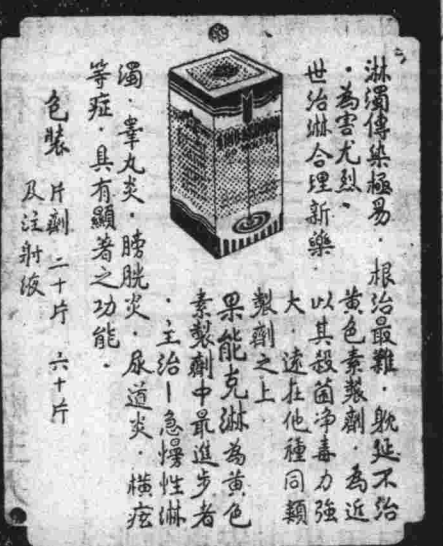 淋濁傳染極易．根治最難．躭延不治
．為害尤烈、黃色素製劑．為近
世治淋合理新藥．以其殺菌净毒力強
大．遠在他種同類
製劑之上．
果能克淋為黃色
素製劑中最進步者
．主治—急慢性淋
濁．睾丸炎．膀胱炎．尿道炎．橫痃
等症．具有顯著之功能．
色裝 片劑 二十片 六十片
及注射液